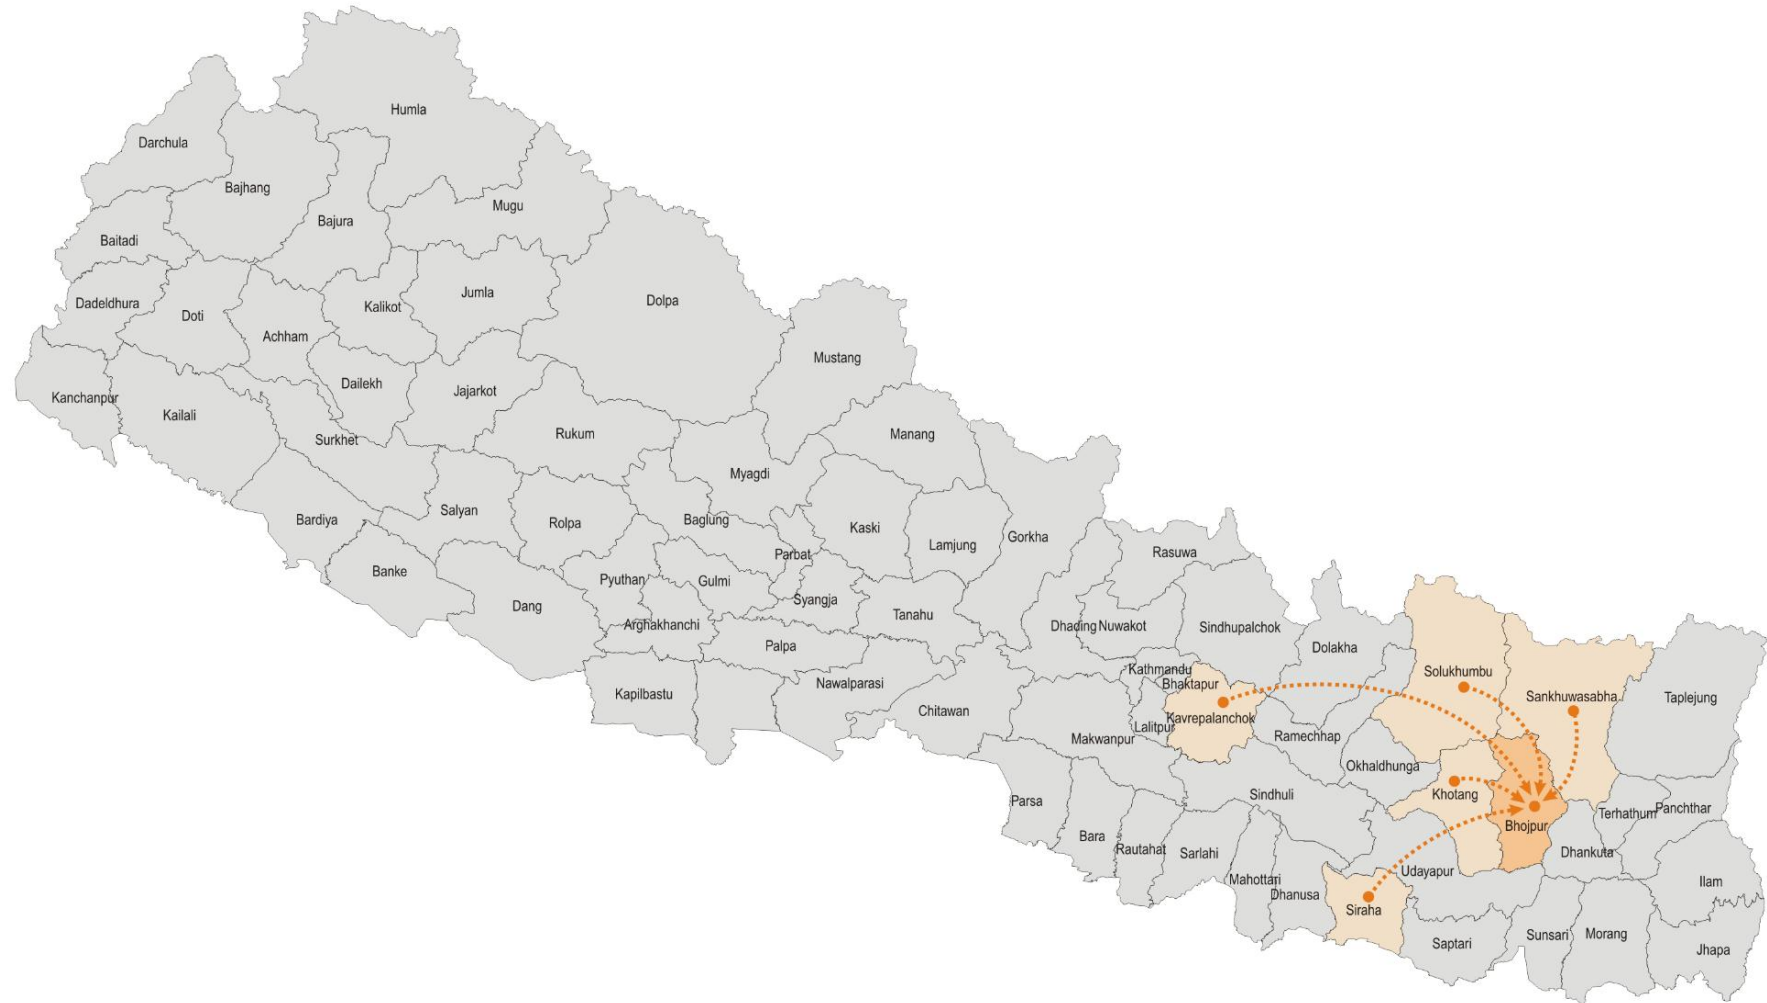 Humla
Darchula
Bajhang
Mugu
Bajura
Baitadi
Jumla
Dolpa
Dadeldhura
Kalikot
Doti
Achham
Mustang
Dailekh
Jajarkot
Kanchanpur
Kailali
Rukum
Manang
Surkhet
Myagdi
Salyan
Bardiya
Rolpa
Baglung
Kaski
Gorkha
Lamjung
Parbat
Rasuwa
Banke
Pyuthan
Gulmi
Syangja
Dang
Tanahu
Arghakhanchi
Dhading
Nuwakot
Sindhupalchok
Palpa
Dolakha
Kathmandu
Solukhumbu
Nawalparasi
Bhaktapur
Kapilbastu
Sankhuwasabha
Taplejung
Chitawan
Kavrepalanchok
Lalitpur
Makwanpur
Ramechhap
Okhaldhunga
Sindhuli
Khotang
Parsa
Panchthar
Terhathum
Bhojpur
Bara
Rautahat
Sarlahi
Dhankuta
Udayapur
Mahottari
Ilam
Dhanusa
Siraha
Sunsari
Morang
Saptari
Jhapa